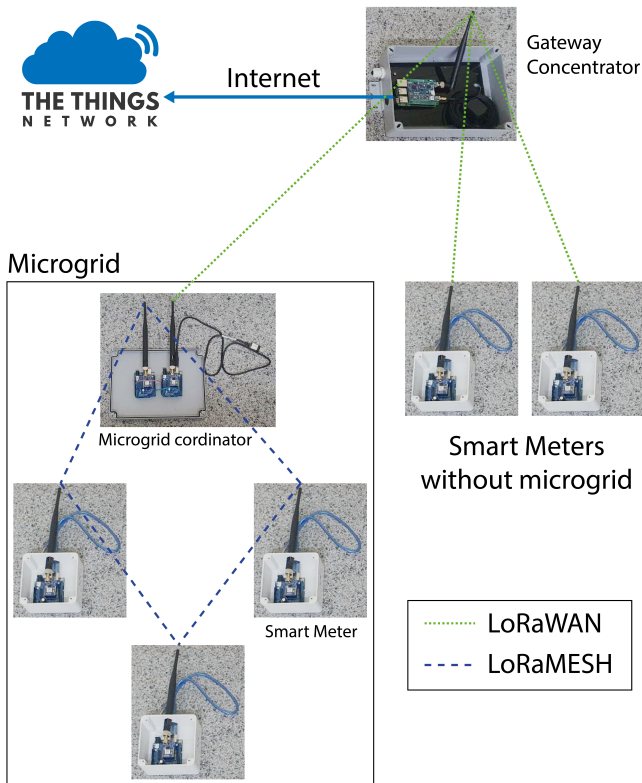 Gateway
Concentrator
Internet
THE THINGS
NETWORK
Microgrid
Microgrid cordinator
Smart Meters
without microgrid
Smart Meter
LoRaWAN
LoRaMESH